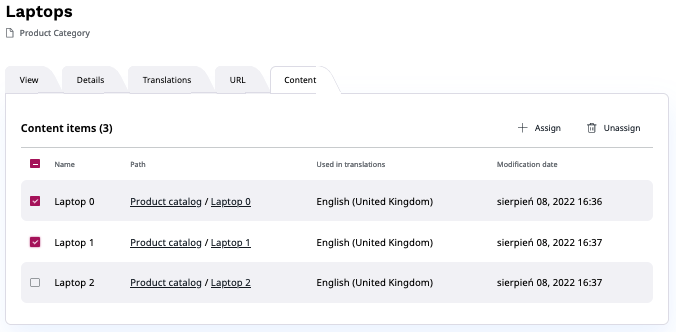 Laptops
Product Category
View Details Translations URL Content
Content items (3) Assign Unassign
Name Path Used in translations Modification date
Laptop 0 Product catalog / Laptop 0 English (United Kingdom) sierpień 08, 2022 16:36
Laptop 1 Product catalog / Laptop 1 English (United Kingdom) sierpień 08, 2022 16:37
Laptop 2 Product catalog / Laptop 2 English (United Kingdom) sierpień 08, 2022 16:37